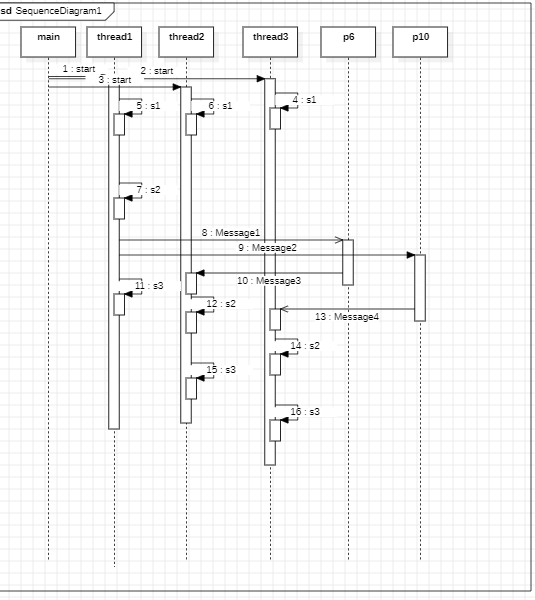 sd SequenceDiagram1
main
thread1
thread2
thread3
p6
p10
1 : start
2 : start
3 : start
4 : s1
5 : s1
6 : s1
7 : s2
8 : Message1
9 : Message2
10 : Message3
11 : s3
12 : s2
13 : Message4
14 : s2
15 : s3
16 : s3